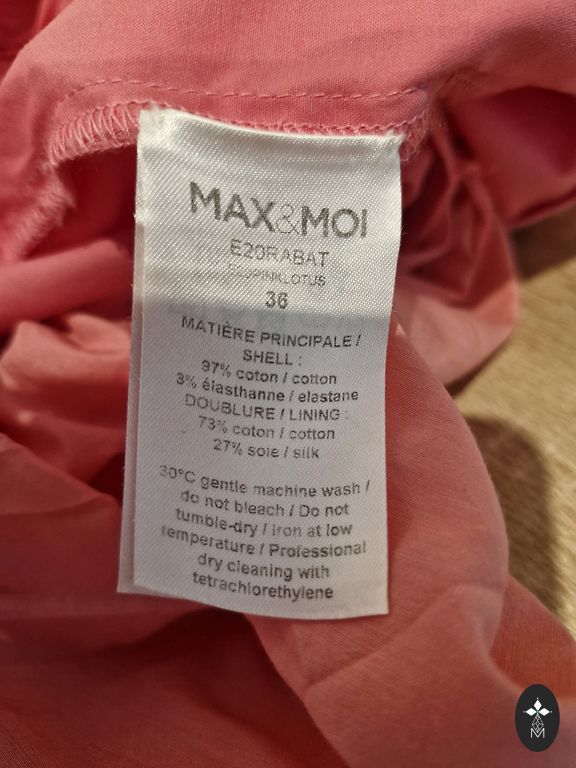 MAX&MOI
E20RABAT
E20PINKLOTUS
36
MATIÈRE PRINCIPALE /
SHELL :
97% coton / cotton
3% élasthanne / elastane
DOUBLURE / LINING :
73% coton / cotton
27% soie / silk
30°C gentle machine wash /
do not bleach / Do not
tumble-dry / Iron at low
temperature / Professional
dry cleaning with
tetrachlorethylene